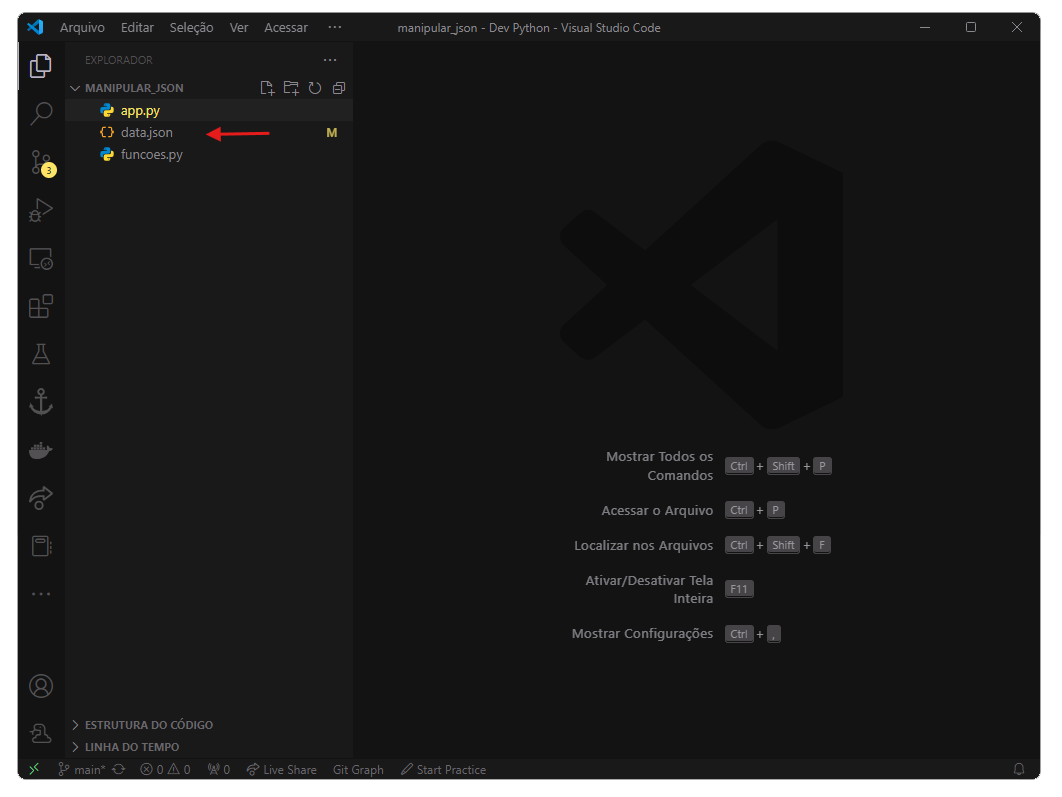 Arquivo Editar Seleção Ver Acessar ··· manipular_json - Dev Python - Visual Studio Code
EXPLORADOR ···
MANIPULAR_JSON
app.py
{} data.json M
funcoes.py
3
Mostrar Todos os
Comandos Ctrl + Shift + P
Acessar o Arquivo Ctrl + P
Localizar nos Arquivos Ctrl + Shift + F
Ativar/Desativar Tela
Inteira F11
Mostrar Configurações Ctrl + ,
ESTRUTURA DO CÓDIGO
LINHA DO TEMPO
main* 0 0 0 Live Share Git Graph Start Practice